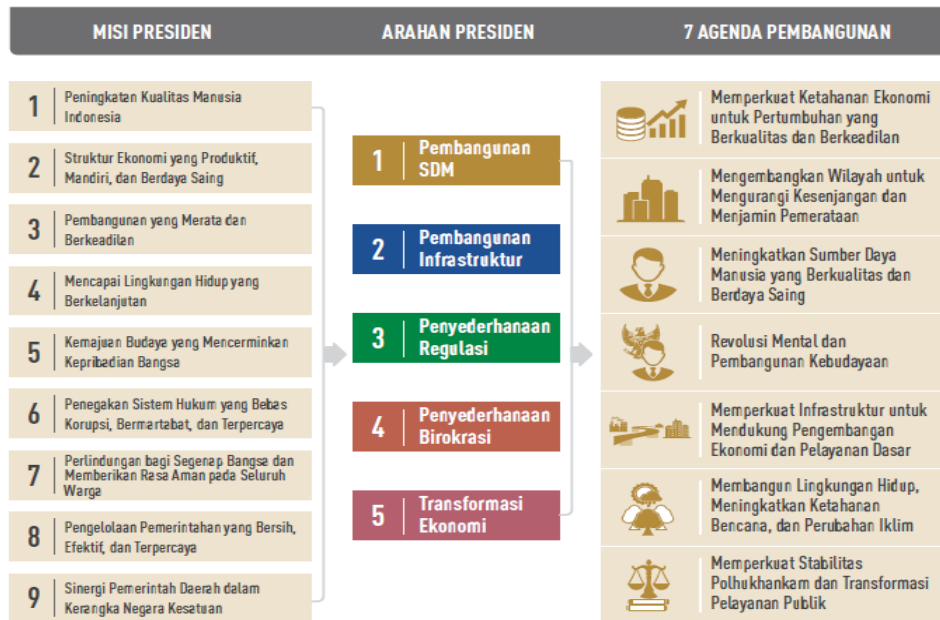 MISI PRESIDEN
ARAHAN PRESIDEN
7 AGENDA PEMBANGUNAN
1
Peningkatan Kualitas Manusia
Indonesia
2
Struktur Ekonomi yang Produktif,
Mandiri, dan Berdaya Saing
3
Pembangunan yang Merata dan
Berkeadilan
4
Mencapai Lingkungan Hidup yang
Berkelanjutan
5
Kemajuan Budaya yang Mencerminkan
Kepribadian Bangsa
6
Penegakan Sistem Hukum yang Bebas
Korupsi, Bermartabat, dan Terpercaya
7
Perlindungan bagi Segenap Bangsa dan
Memberikan Rasa Aman pada Seluruh
Warga
8
Pengelolaan Pemerintahan yang Bersih,
Efektif, dan Terpercaya
9
Sinergi Pemerintah Daerah dalam
Kerangka Negara Kesatuan
1
Pembangunan
SDM
2
Pembangunan
Infrastruktur
3
Penyederhanaan
Regulasi
4
Penyederhanaan
Birokrasi
5
Transformasi
Ekonomi
Memperkuat Ketahanan Ekonomi
untuk Pertumbuhan yang
Berkualitas dan Berkeadilan
Mengembangkan Wilayah untuk
Mengurangi Kesenjangan dan
Menjamin Pemerataan
Meningkatkan Sumber Daya
Manusia yang Berkualitas dan
Berdaya Saing
Revolusi Mental dan
Pembangunan Kebudayaan
Memperkuat Infrastruktur untuk
Mendukung Pengembangan
Ekonomi dan Pelayanan Dasar
Membangun Lingkungan Hidup,
Meningkatkan Ketahanan
Bencana, dan Perubahan Iklim
Memperkuat Stabilitas
Polhukhankam dan Transformasi
Pelayanan Publik